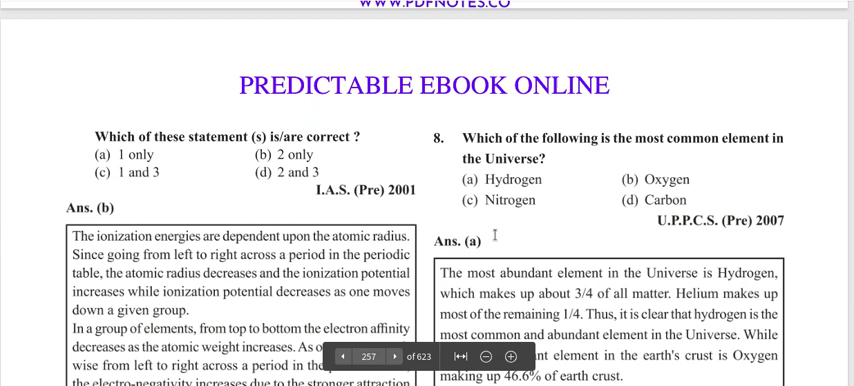 WWW.PDFNOTES.CO
PREDICTABLE EBOOK ONLINE
Which of these statement (s) is/are correct ?
(a) 1 only (b) 2 only
(c) 1 and 3 (d) 2 and 3
I.A.S. (Pre) 2001
Ans. (b)
The ionization energies are dependent upon the atomic radius.
Since going from left to right across a period in the periodic
table, the atomic radius decreases and the ionization potential
increases while ionization potential decreases as one moves
down a given group.
In a group of elements, from top to bottom the electron affinity
decreases as the atomic weight increases. As
wise from left to right across a period in the
the electro-negativity increases due to the stronger attraction
8. Which of the following is the most common element in
the Universe?
(a) Hydrogen (b) Oxygen
(c) Nitrogen (d) Carbon
U.P.P.C.S. (Pre) 2007
Ans. (a)
The most abundant element in the Universe is Hydrogen,
which makes up about 3/4 of all matter. Helium makes up
most of the remaining 1/4. Thus, it is clear that hydrogen is the
most common and abundant element in the Universe. While
element in the earth's crust is Oxygen
making up 46.6% of earth crust.
257 of 623